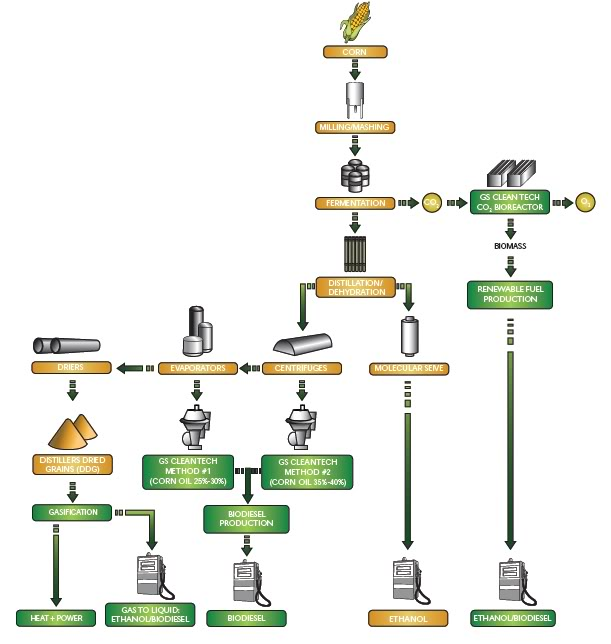 CORN
MILLING/MASHING
FERMENTATION
CO2
GS CLEAN TECH
CO2 BIOREACTOR
O2
BIOMASS
DISTILLATION/
DEHYDRATION
RENEWABLE FUEL
PRODUCTION
DRIERS
EVAPORATORS
CENTRIFUGES
MOLECULAR SEIVE
DISTILLERS DRIED
GRAINS (DDG)
GS CLEANTECH
METHOD #1
(CORN OIL 25%-30%)
GS CLEANTECH
METHOD #2
(CORN OIL 35%-40%)
GASIFICATION
BIODIESEL
PRODUCTION
HEAT + POWER
GAS TO LIQUID:
ETHANOL/BIODIESEL
BIODIESEL
ETHANOL
ETHANOL/BIODIESEL